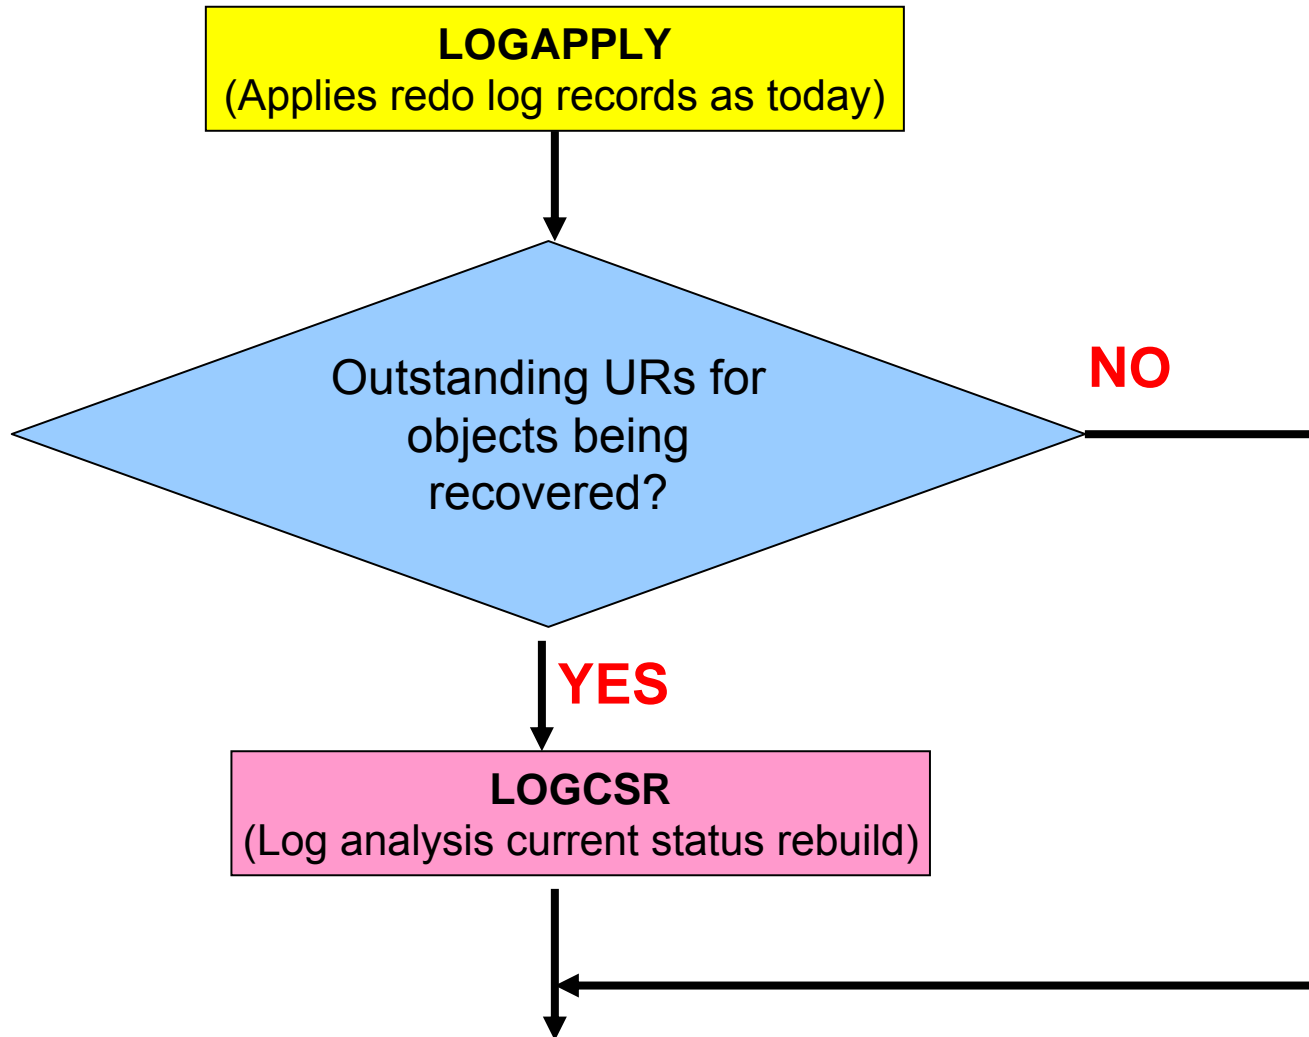 LOGAPPLY
(Applies redo log records as today)
Outstanding URs for
objects being
recovered?
NO
YES
LOGCSR
(Log analysis current status rebuild)